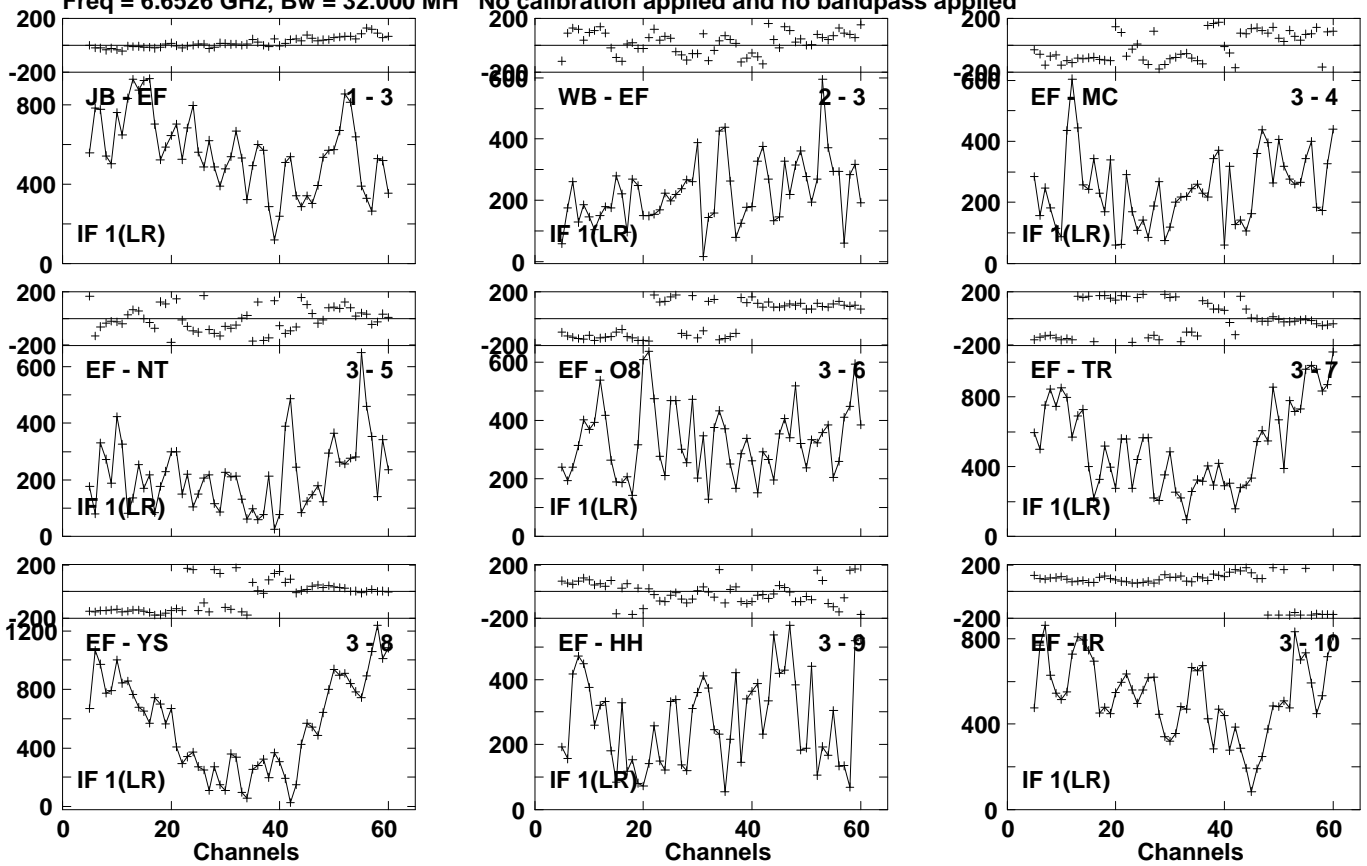 Freq = 6.6526 GHz, Bw = 32.000 MH No calibration applied and no bandpass applied
200
-200
800
400
0
JB - EF 1 - 3
IF 1(LR)
200
-200
600
400
200
0
WB - EF 2 - 3
IF 1(LR)
200
-200
600
400
200
0
EF - MC 3 - 4
IF 1(LR)
200
-200
600
400
200
0
EF - NT 3 - 5
IF 1(LR)
200
-200
600
400
200
0
EF - O8 3 - 6
IF 1(LR)
200
-200
800
400
0
EF - TR 3 - 7
IF 1(LR)
200
-200
1200
800
400
0
EF - YS 3 - 8
IF 1(LR)
0 20 40 60
Channels
200
-200
400
200
0
EF - HH 3 - 9
IF 1(LR)
0 20 40 60
Channels
200
-200
800
400
0
EF - IR 3 - 10
IF 1(LR)
0 20 40 60
Channels